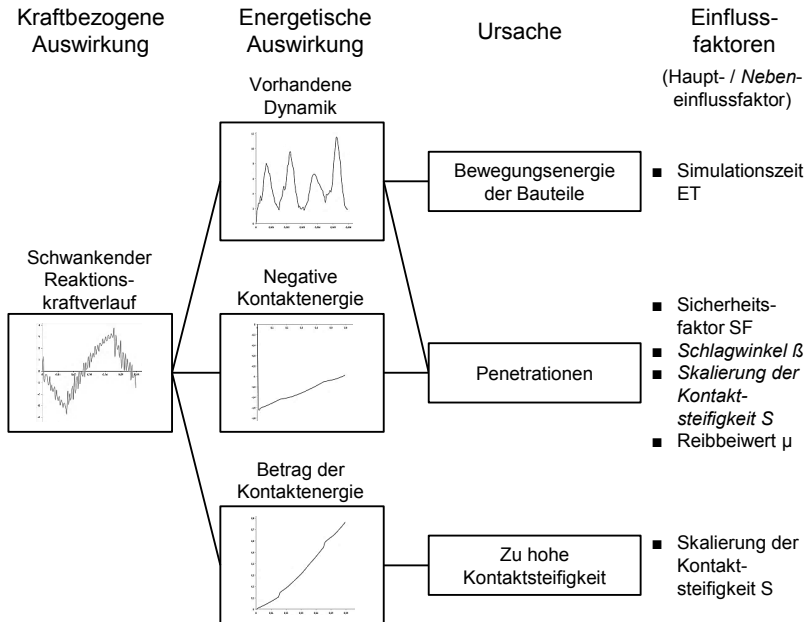 Kraftbezogene
Auswirkung
Energetische
Auswirkung
Ursache
Einfluss-
faktoren
(Haupt- / Neben-
einflussfaktor)
Vorhandene
Dynamik
Bewegungsenergie
der Bauteile
■ Simulationszeit
ET
Schwankender
Reaktions-
kraftverlauf
Negative
Kontaktenergie
Penetrationen
■ Sicherheits-
faktor SF
■ Schlagwinkel ß
■ Skalierung der
Kontakt-
steifigkeit S
■ Reibbeiwert µ
Betrag der
Kontaktenergie
Zu hohe
Kontaktsteifigkeit
■ Skalierung der
Kontakt-
steifigkeit S